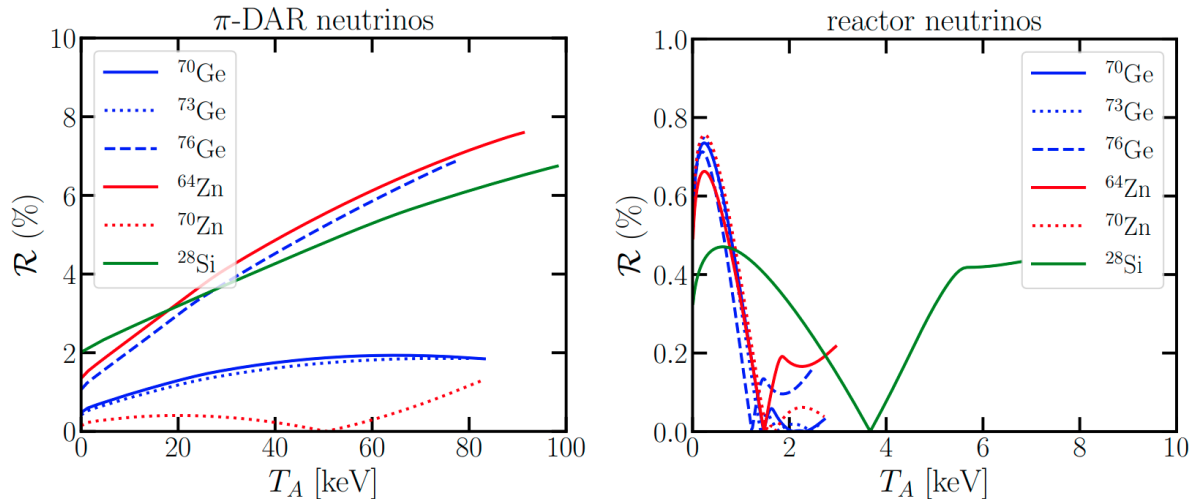 π-DAR neutrinos
10
8
6
4
2
0
R (%)
⁷⁰Ge
⁷³Ge
⁷⁶Ge
⁶⁴Zn
⁷⁰Zn
²⁸Si
0 20 40 60 80 100
T_A [keV]
reactor neutrinos
1.0
0.8
0.6
0.4
0.2
0.0
R (%)
⁷⁰Ge
⁷³Ge
⁷⁶Ge
⁶⁴Zn
⁷⁰Zn
²⁸Si
0 2 4 6 8 10
T_A [keV]